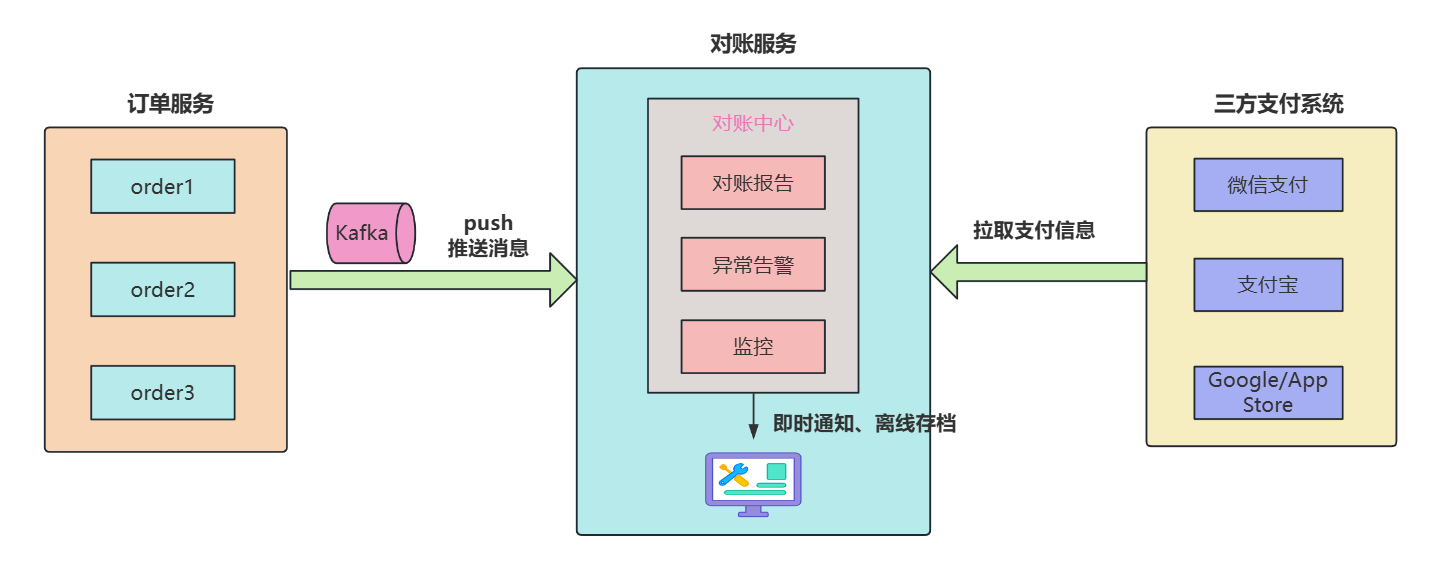 订单服务
order1
order2
order3
Kafka
push
推送消息
对账服务
对账中心
对账报告
异常告警
监控
即时通知、离线存档
拉取支付信息
三方支付系统
微信支付
支付宝
Google/App
Store